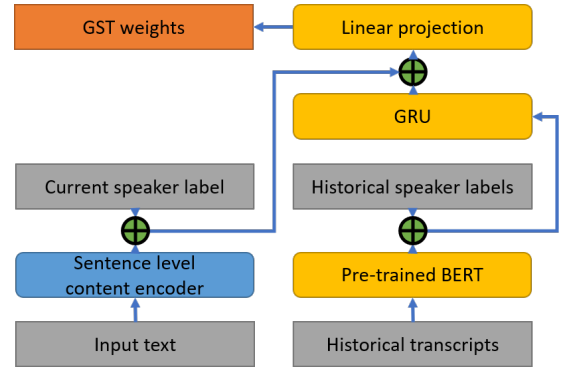 GST weights
Linear projection
GRU
Current speaker label
Historical speaker labels
Sentence level
content encoder
Pre-trained BERT
Input text
Historical transcripts